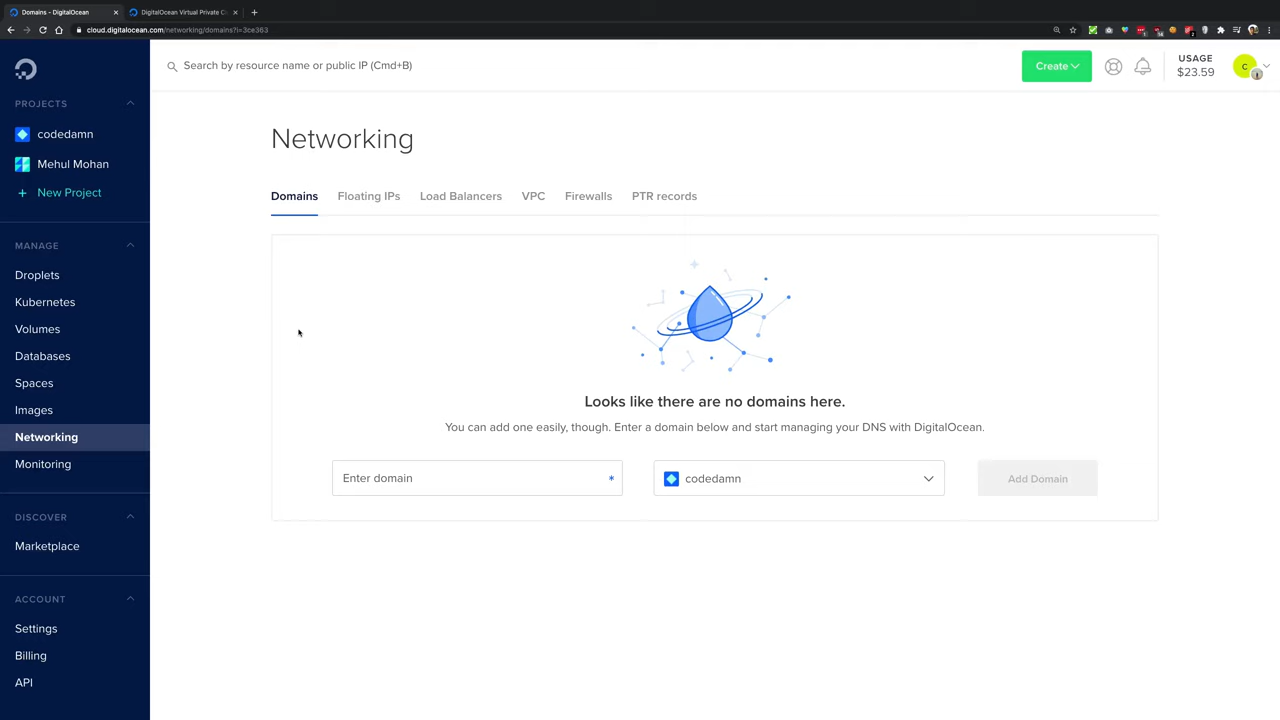 Domains - DigitalOcean
DigitalOcean Virtual Private C
cloud.digitalocean.com/networking/domains?i=3ce363
Search by resource name or public IP (Cmd+B)
Create
USAGE
$23.59
C
PROJECTS
codedamn
Mehul Mohan
+ New Project
MANAGE
Droplets
Kubernetes
Volumes
Databases
Spaces
Images
Networking
Monitoring
DISCOVER
Marketplace
ACCOUNT
Settings
Billing
API
Networking
Domains Floating IPs Load Balancers VPC Firewalls PTR records
Looks like there are no domains here.
You can add one easily, though. Enter a domain below and start managing your DNS with DigitalOcean.
Enter domain *
codedamn
Add Domain